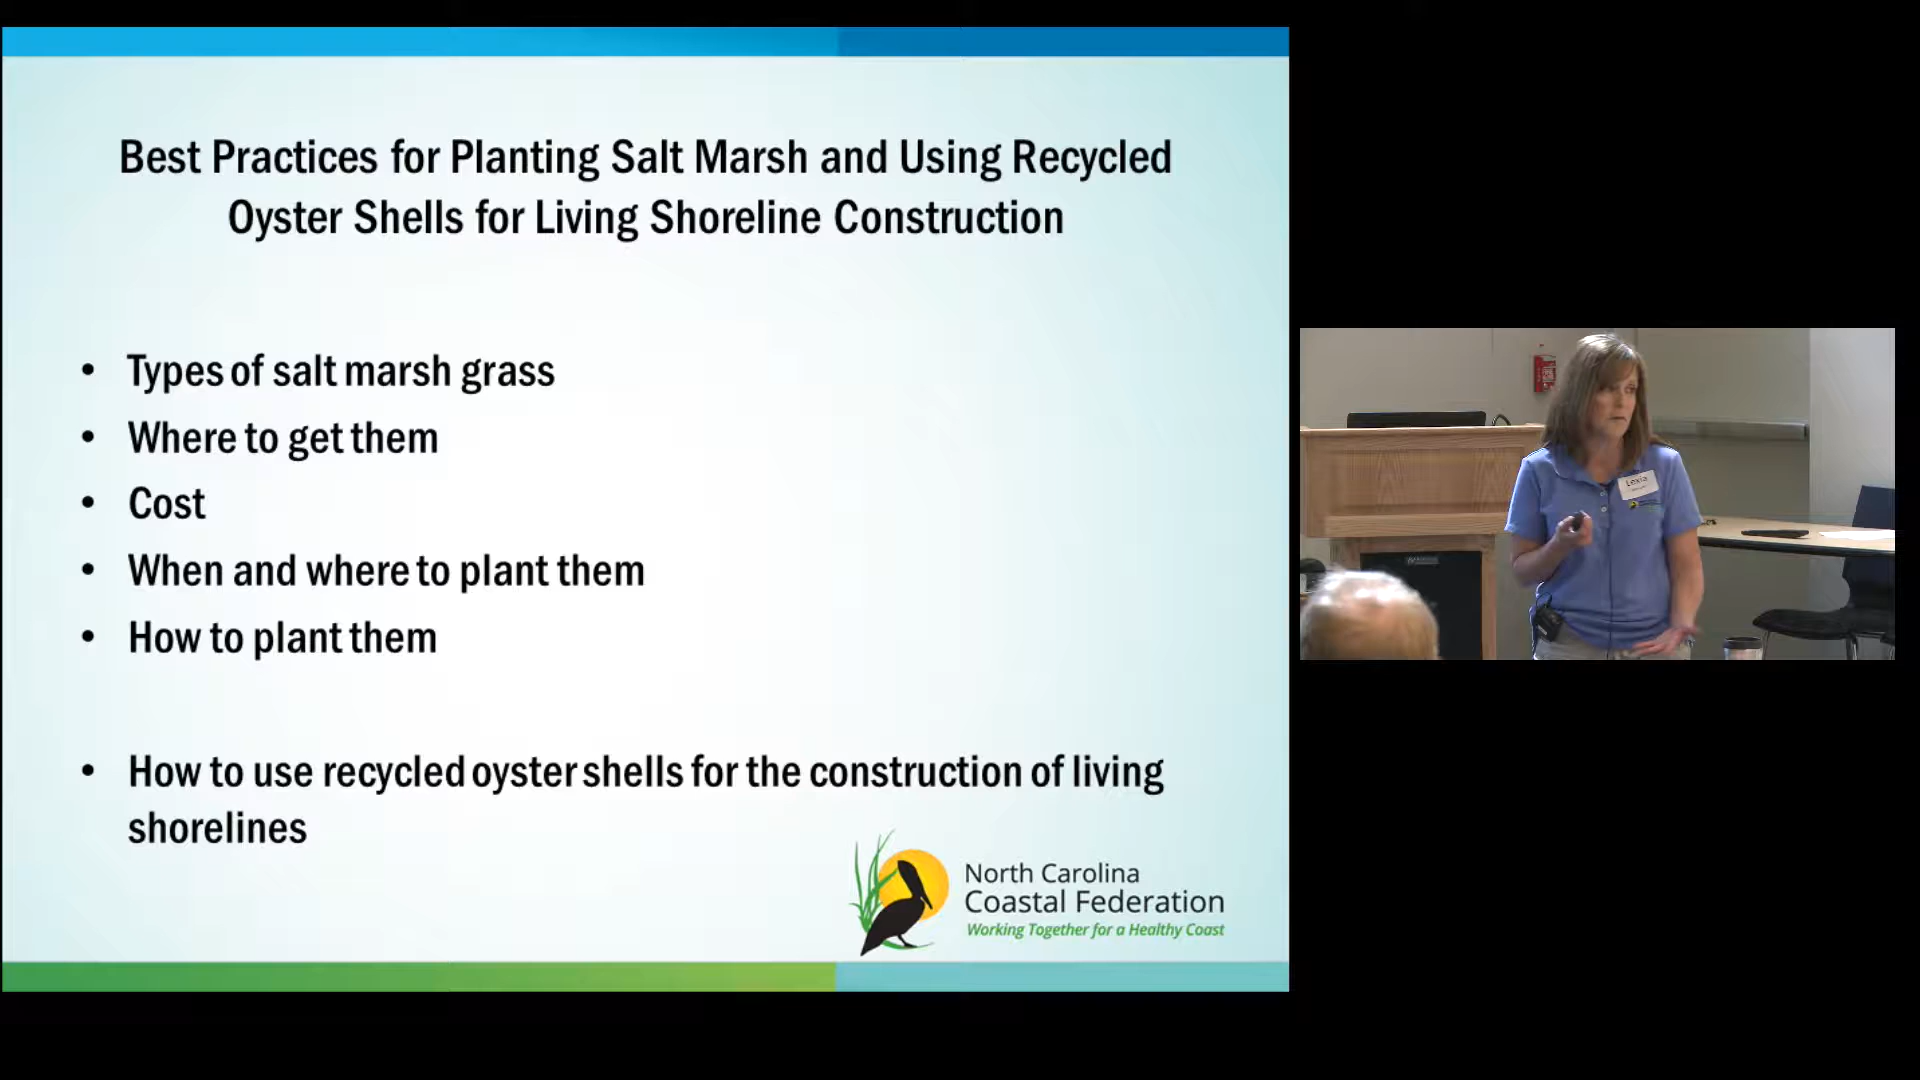 Best Practices for Planting Salt Marsh and Using Recycled
Oyster Shells for Living Shoreline Construction
• Types of salt marsh grass
• Where to get them
• Cost
• When and where to plant them
• How to plant them
• How to use recycled oyster shells for the construction of living
shorelines
North Carolina
Coastal Federation
Working Together for a Healthy Coast
Lexia